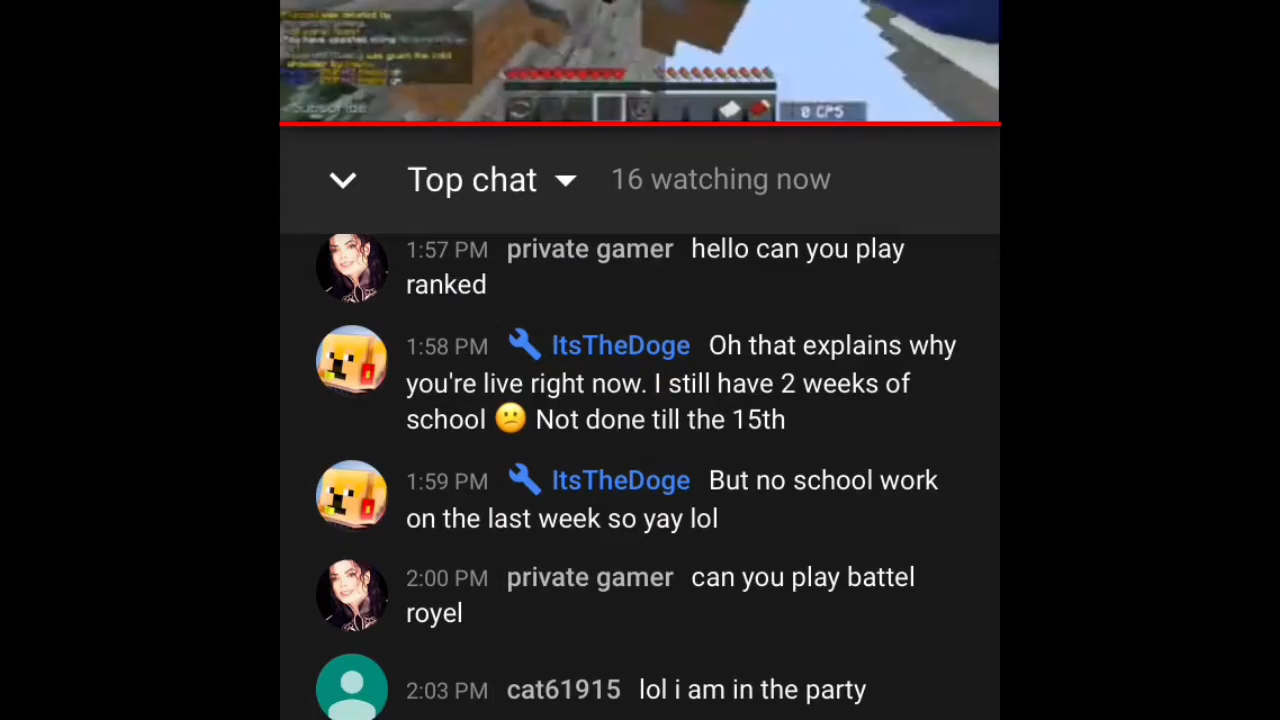 Subscribe
0 CPS
Top chat 16 watching now
1:57 PM private gamer hello can you play
ranked
1:58 PM ItsTheDoge Oh that explains why
you're live right now. I still have 2 weeks of
school 😕 Not done till the 15th
1:59 PM ItsTheDoge But no school work
on the last week so yay lol
2:00 PM private gamer can you play battel
royel
2:03 PM cat61915 lol i am in the party